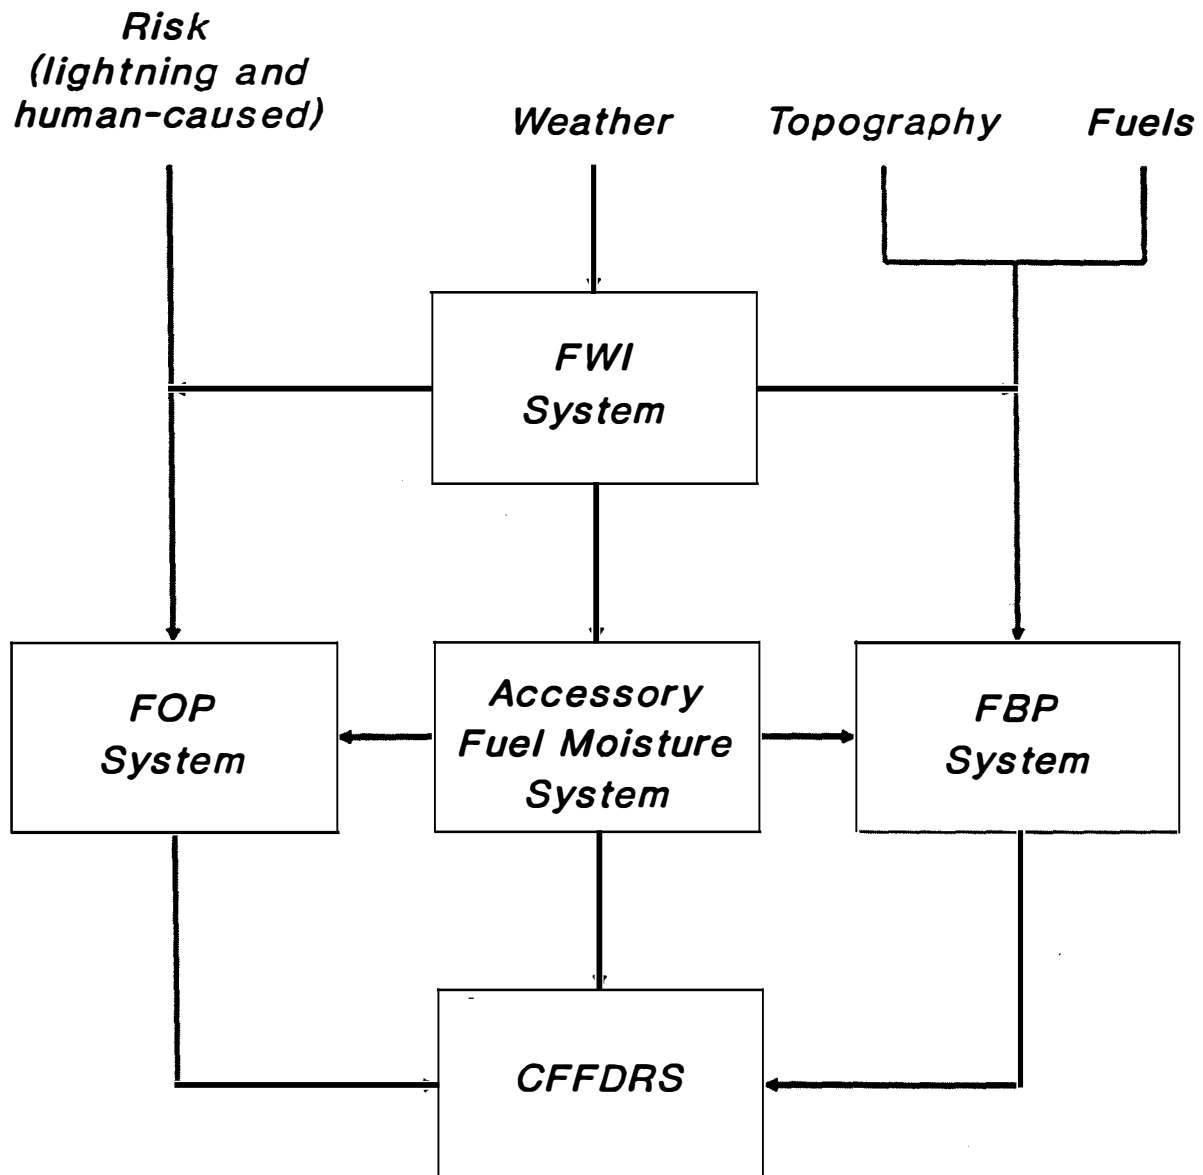 Risk
(lightning and
human-caused)
Weather
Topography
Fuels
FWI
System
FOP
System
Accessory
Fuel Moisture
System
FBP
System
CFFDRS